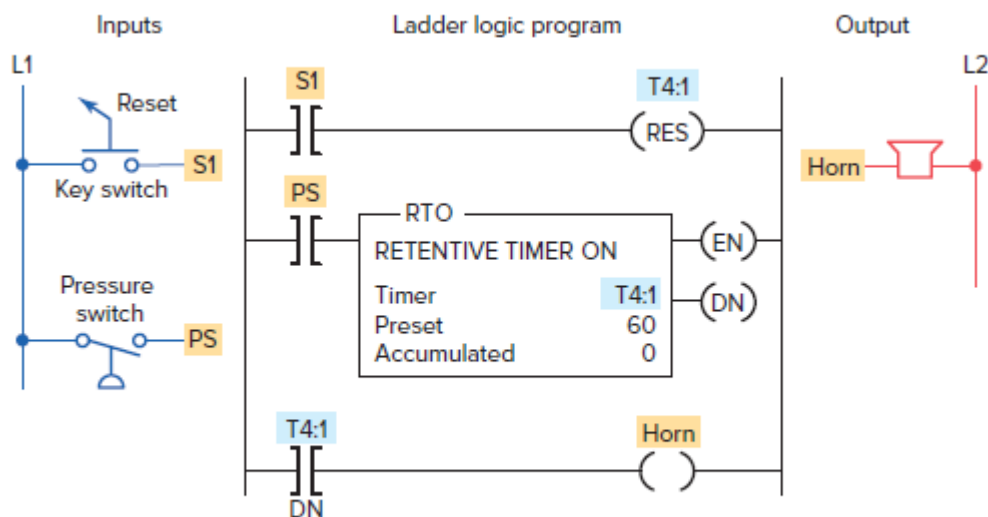 Inputs
Ladder logic program
Output
L1
L2
Reset
S1
Key switch
Pressure
switch
PS
S1
T4:1
RES
PS
RTO
RETENTIVE TIMER ON
Timer T4:1
Preset 60
Accumulated 0
EN
DN
T4:1
DN
Horn
Horn